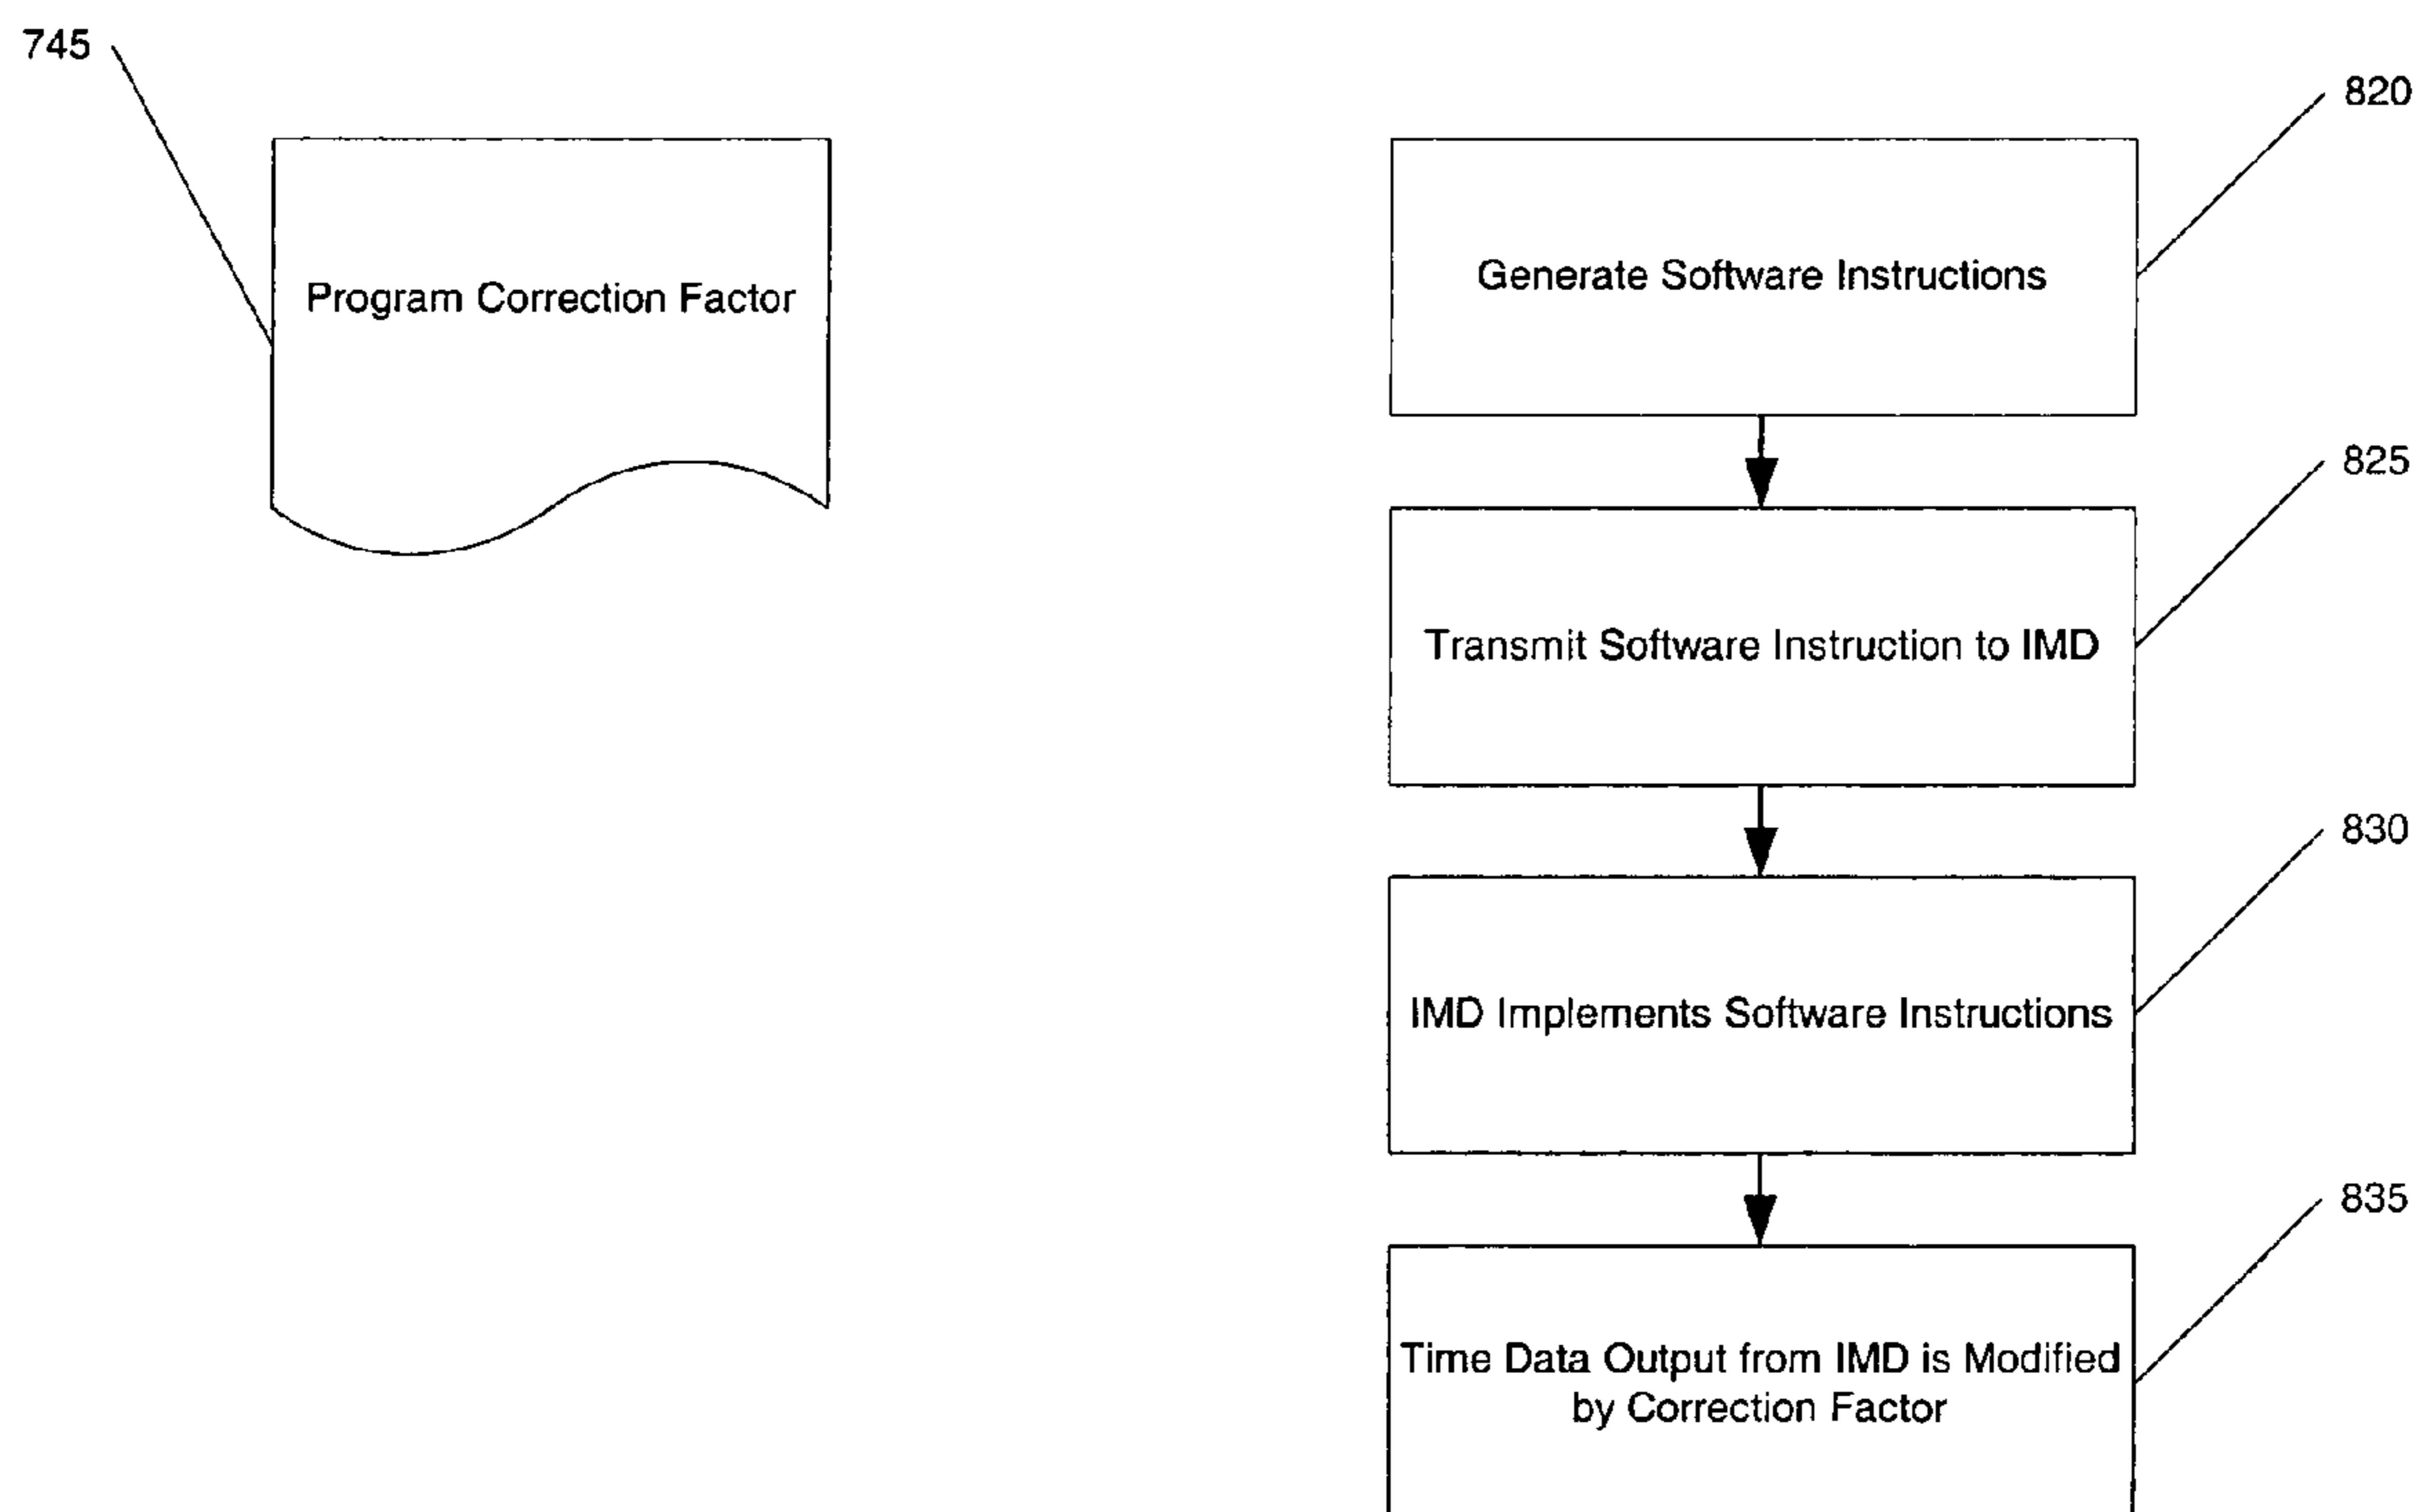 745
Program Correction Factor
820
Generate Software Instructions
825
Transmit Software Instruction to IMD
830
IMD Implements Software Instructions
835
Time Data Output from IMD is Modified
by Correction Factor